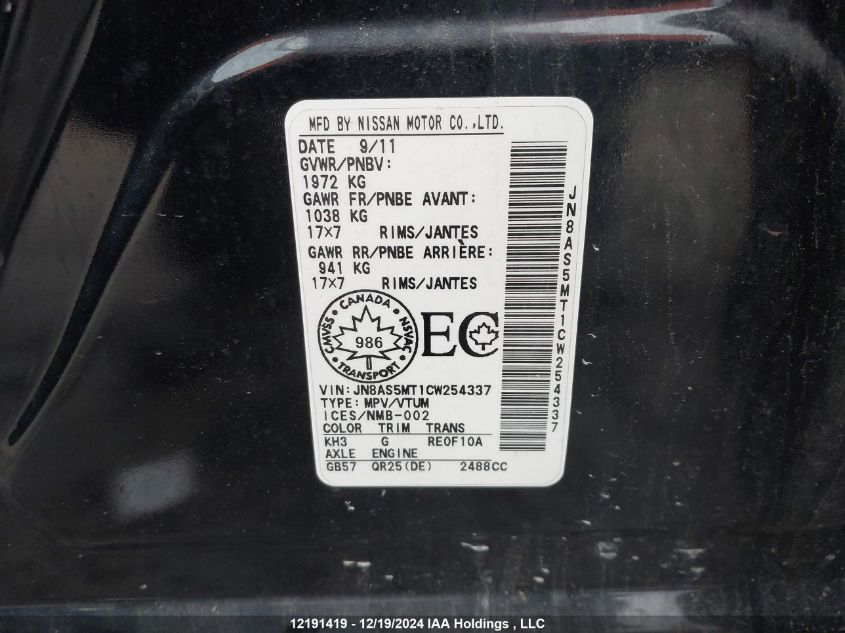 MFD BY NISSAN MOTOR CO.,LTD.
DATE 9/11
GVWR/PNBV:
1972 KG
GAWR FR/PNBE AVANT:
1038 KG
17×7 RIMS/JANTES
GAWR RR/PNBE ARRIÈRE:
941 KG
17×7 RIMS/JANTES
CANADA
CMVSS 986 NSVAC
TRANSPORT
EC
VIN:JN8AS5MT1CW254337
TYPE:MPV/VTUM
ICES/NMB-002
COLOR TRIM TRANS
KH3 G RE0F10A
AXLE ENGINE
GB57 QR25(DE) 2488CC
JN8AS5MT1CW254337
12191419 - 12/19/2024 IAA Holdings , LLC